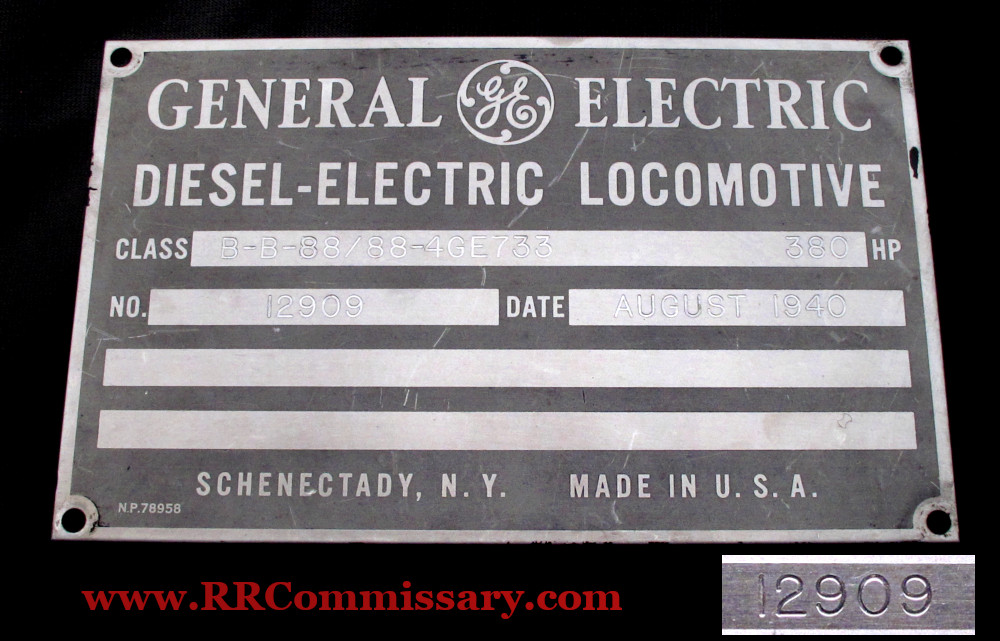 GENERAL GE ELECTRIC
DIESEL-ELECTRIC LOCOMOTIVE
CLASS B-B-88/88-4GE733 380 HP
NO. 12909 DATE AUGUST 1940
SCHENECTADY, N. Y. MADE IN U. S. A.
N.P. 78958
www.RRCommissary.com
12909